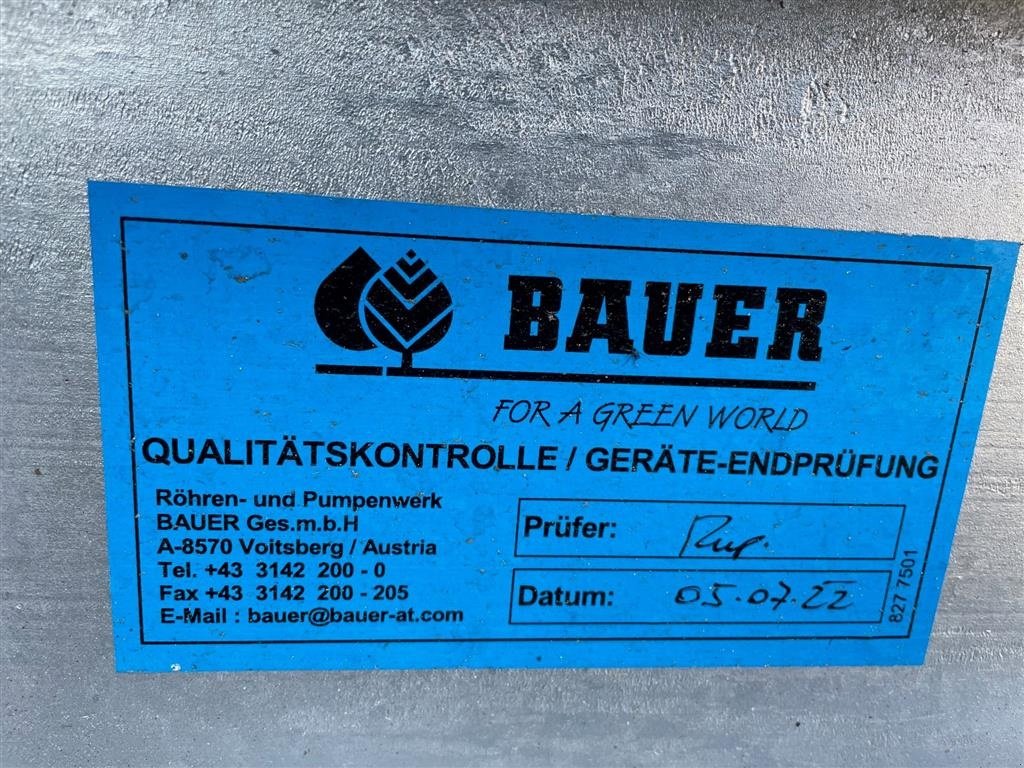 BAUER
FOR A GREEN WORLD
QUALITÄTSKONTROLLE / GERÄTE-ENDPRÜFUNG
Röhren- und Pumpenwerk
BAUER Ges.m.b.H
A-8570 Voitsberg / Austria
Tel. +43 3142 200 - 0
Fax +43 3142 200 - 205
E-Mail : bauer@bauer-at.com
Prüfer:
Datum: 05.07.22
827 7501